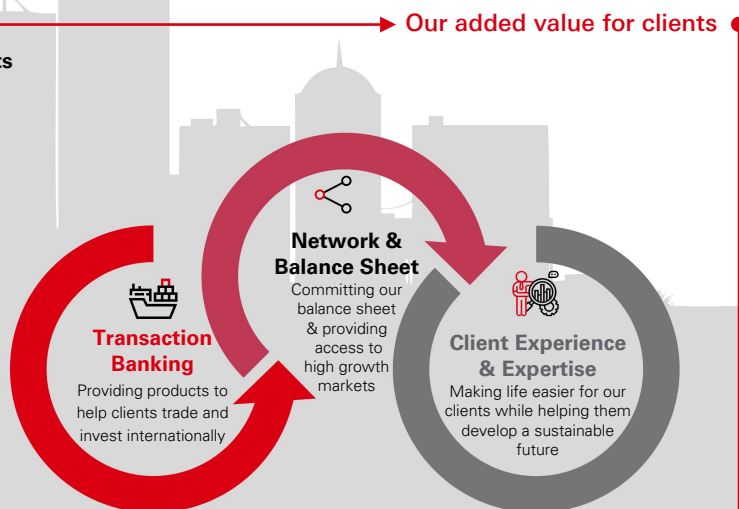 Our added value for clients
ts
Network &
Balance Sheet
Committing our
balance sheet
& providing
access to
high growth
markets
Transaction
Banking
Providing products to
help clients trade and
invest internationally
Client Experience
& Expertise
Making life easier for our
clients while helping them
develop a sustainable
future